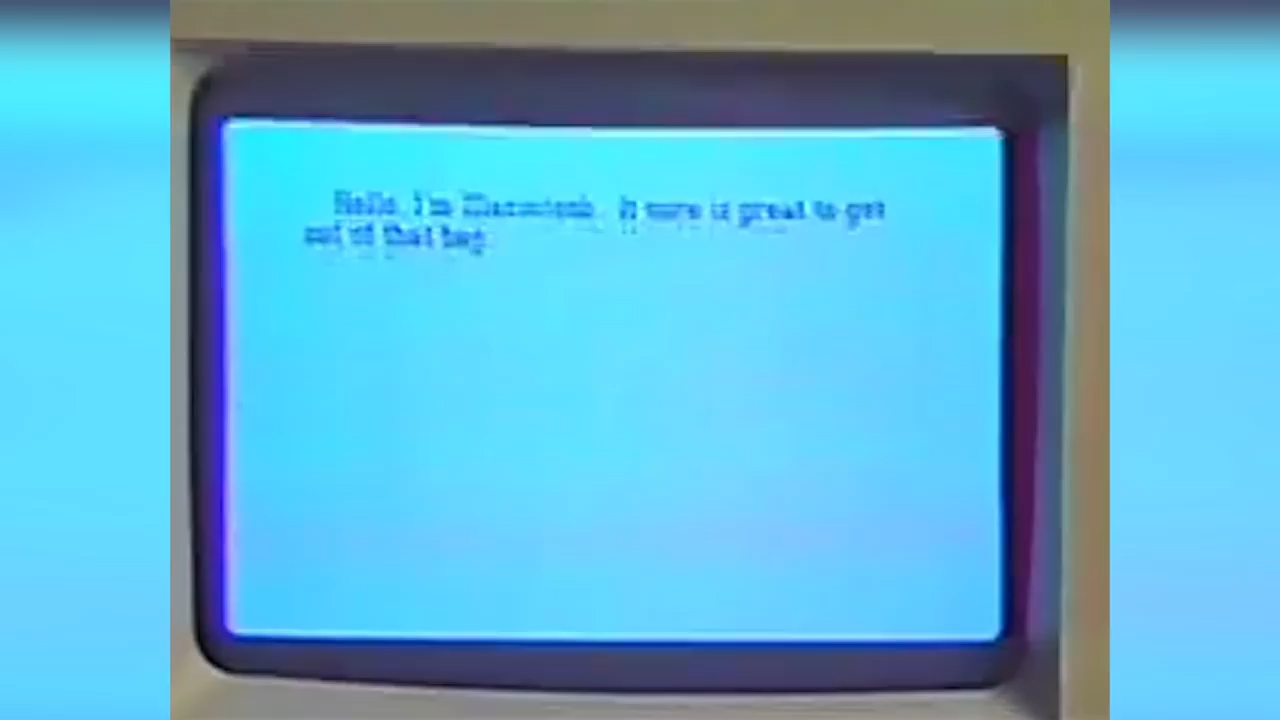 Hello, I'm Macintosh. It sure is great to get
out of that bag